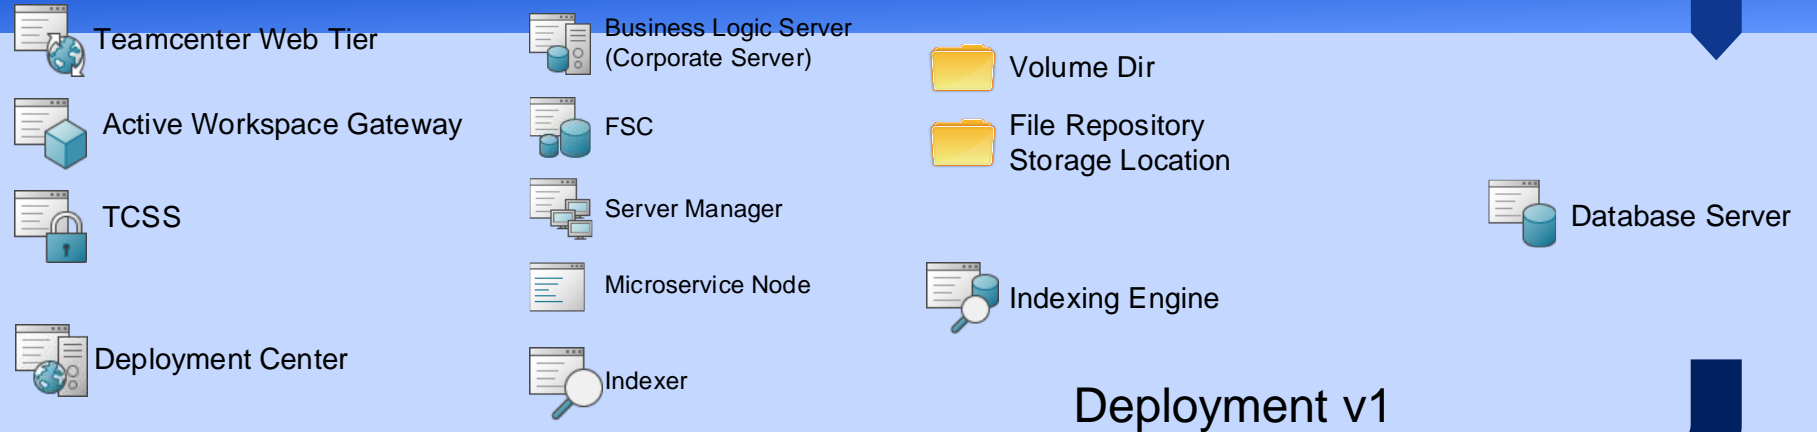 Teamcenter Web Tier
Active Workspace Gateway
TCSS
Deployment Center
Business Logic Server
(Corporate Server)
FSC
Server Manager
Microservice Node
Indexer
Volume Dir
File Repository
Storage Location
Indexing Engine
Database Server
Deployment v1